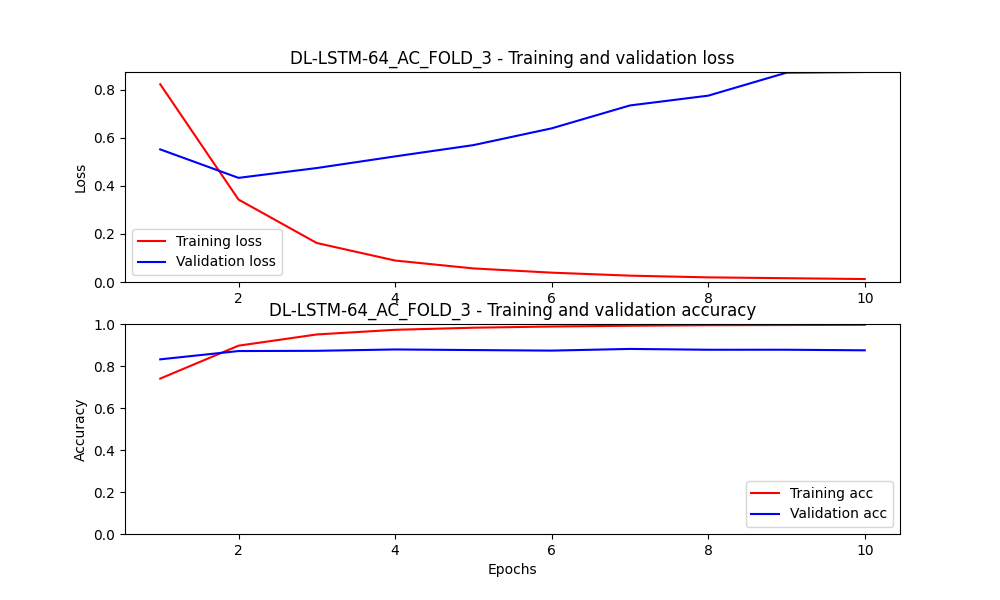 DL-LSTM-64_AC_FOLD_3 - Training and validation loss
0.8
0.6
0.4
0.2
0.0
Loss
Training loss
Validation loss
2 4 6 8 10
DL-LSTM-64_AC_FOLD_3 - Training and validation accuracy
1.0
0.8
0.6
0.4
0.2
0.0
Accuracy
Training acc
Validation acc
2 4 6 8 10
Epochs